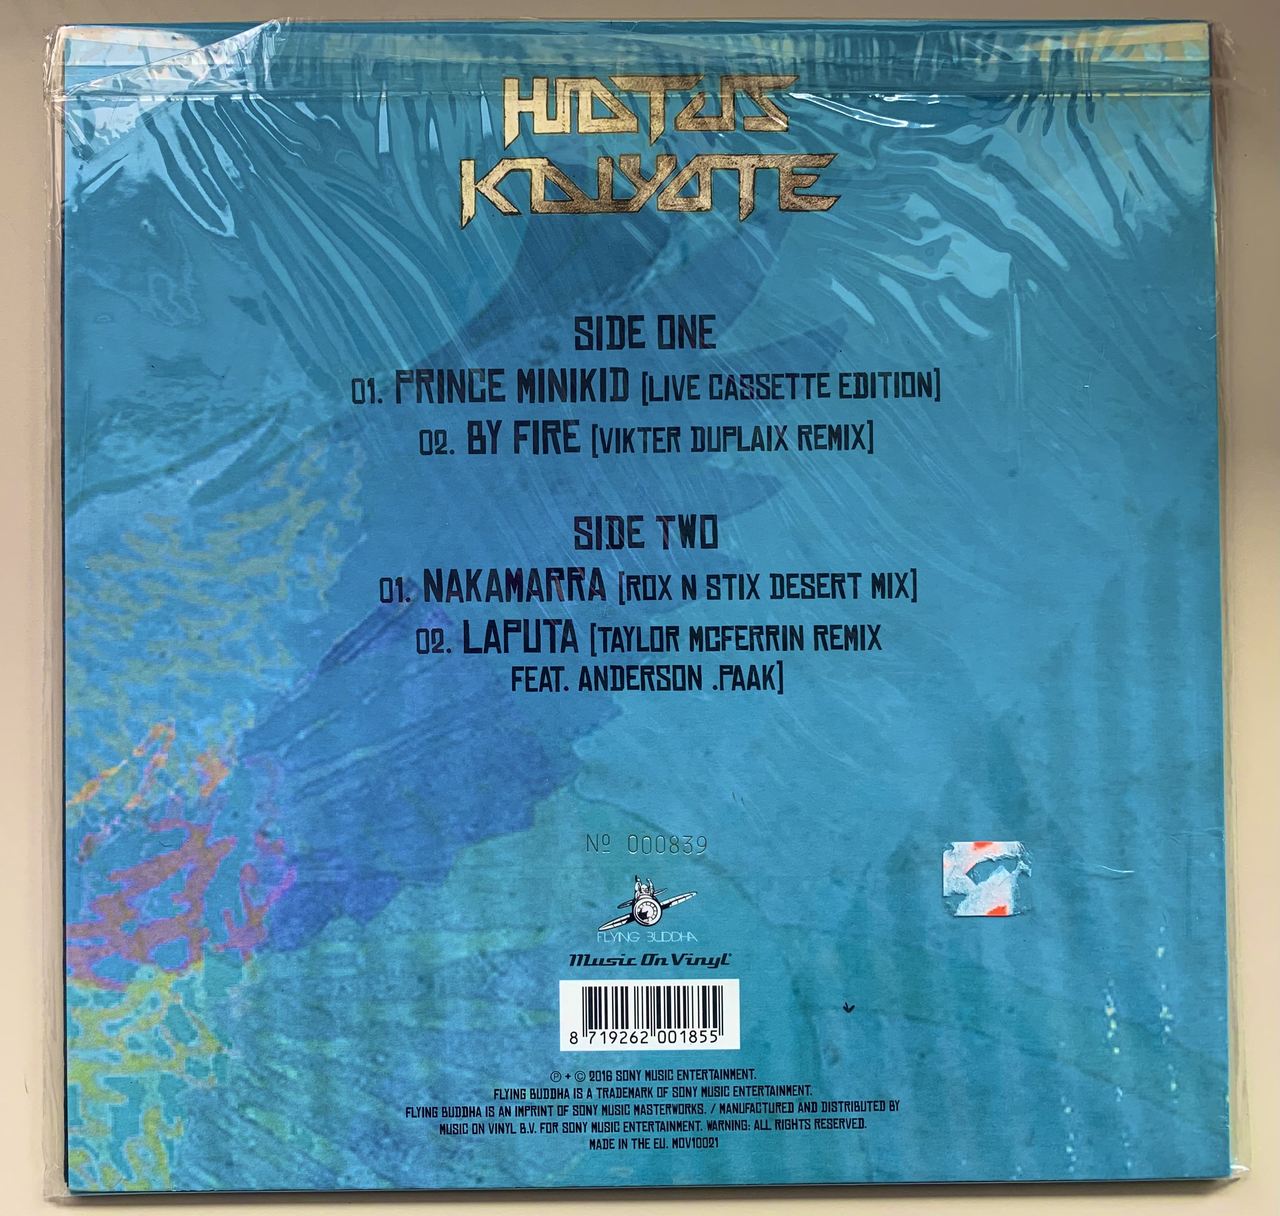 HIATUS
KAIYOTE
SIDE ONE
01. PRINCE MINIKID [LIVE CASSETTE EDITION]
02. BY FIRE [VIKTER DUPLAIX REMIX]
SIDE TWO
01. NAKAMARRA [ROX N STIX DESERT MIX]
02. LAPUTA [TAYLOR MCFERRIN REMIX
FEAT. ANDERSON .PAAK]
Nº 000839
FLYING BUDDHA
Music On Vinyl
8 719262 001855
℗ + © 2016 SONY MUSIC ENTERTAINMENT.
FLYING BUDDHA IS A TRADEMARK OF SONY MUSIC ENTERTAINMENT.
FLYING BUDDHA IS AN IMPRINT OF SONY MUSIC MASTERWORKS. / MANUFACTURED AND DISTRIBUTED BY
MUSIC ON VINYL B.V. FOR SONY MUSIC ENTERTAINMENT. WARNING: ALL RIGHTS RESERVED.
MADE IN THE EU. MOV10021